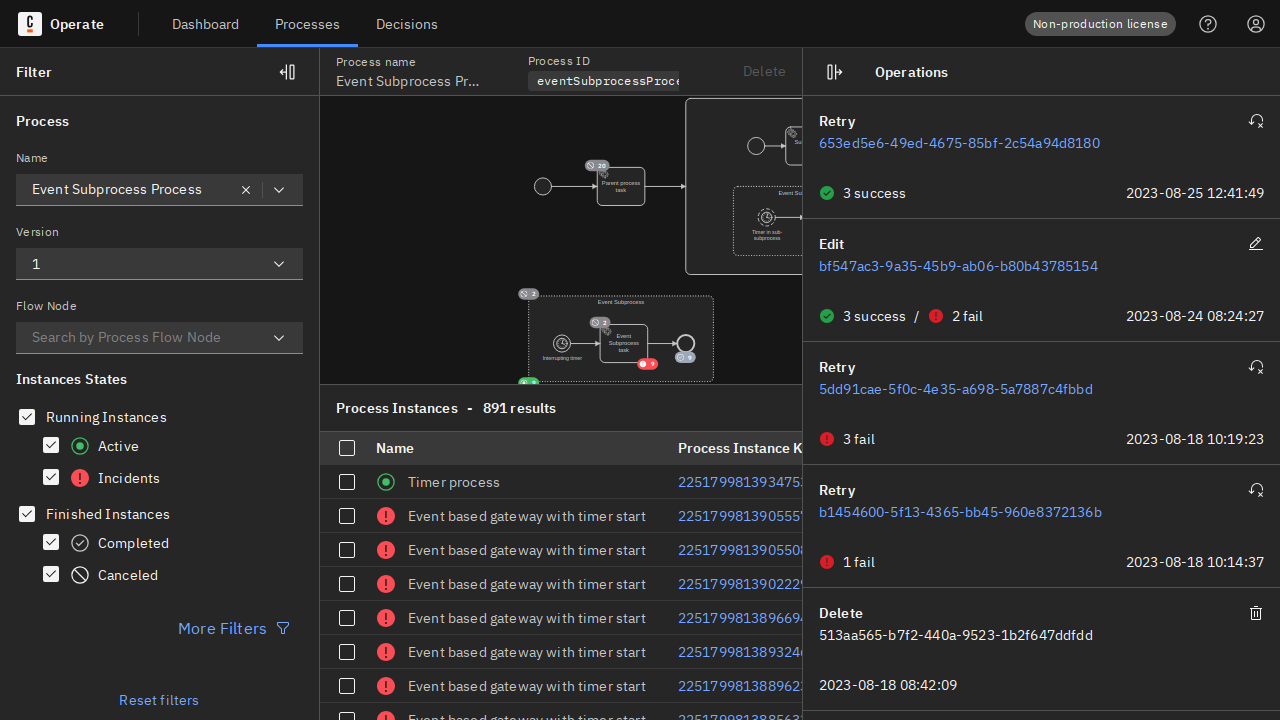 Operate
Dashboard
Processes
Decisions
Non-production license
Filter
Process
Name
Event Subprocess Process
Version
1
Flow Node
Search by Process Flow Node
Instances States
Running Instances
Active
Incidents
Finished Instances
Completed
Canceled
More Filters
Reset filters
Process name
Event Subprocess Pr...
Process ID
eventSubprocessProce
Delete
20
Parent process
task
Event Su
Timer in sub-
subprocess
2
Event Subprocess
2
Interrupting timer
Event
Subprocess
task
9
9
Process Instances - 891 results
Name
Process Instance K
Timer process
225179981393475
Event based gateway with timer start
225179981390555
Event based gateway with timer start
225179981390550
Event based gateway with timer start
225179981390222
Event based gateway with timer start
225179981389669
Event based gateway with timer start
225179981389324
Event based gateway with timer start
225179981388962
Event based gateway with timer start
Operations
Retry
653ed5e6-49ed-4675-85bf-2c54a94d8180
3 success
2023-08-25 12:41:49
Edit
bf547ac3-9a35-45b9-ab06-b80b43785154
3 success / 2 fail
2023-08-24 08:24:27
Retry
5dd91cae-5f0c-4e35-a698-5a7887c4fbbd
3 fail
2023-08-18 10:19:23
Retry
b1454600-5f13-4365-bb45-960e8372136b
1 fail
2023-08-18 10:14:37
Delete
513aa565-b7f2-440a-9523-1b2f647ddfdd
2023-08-18 08:42:09